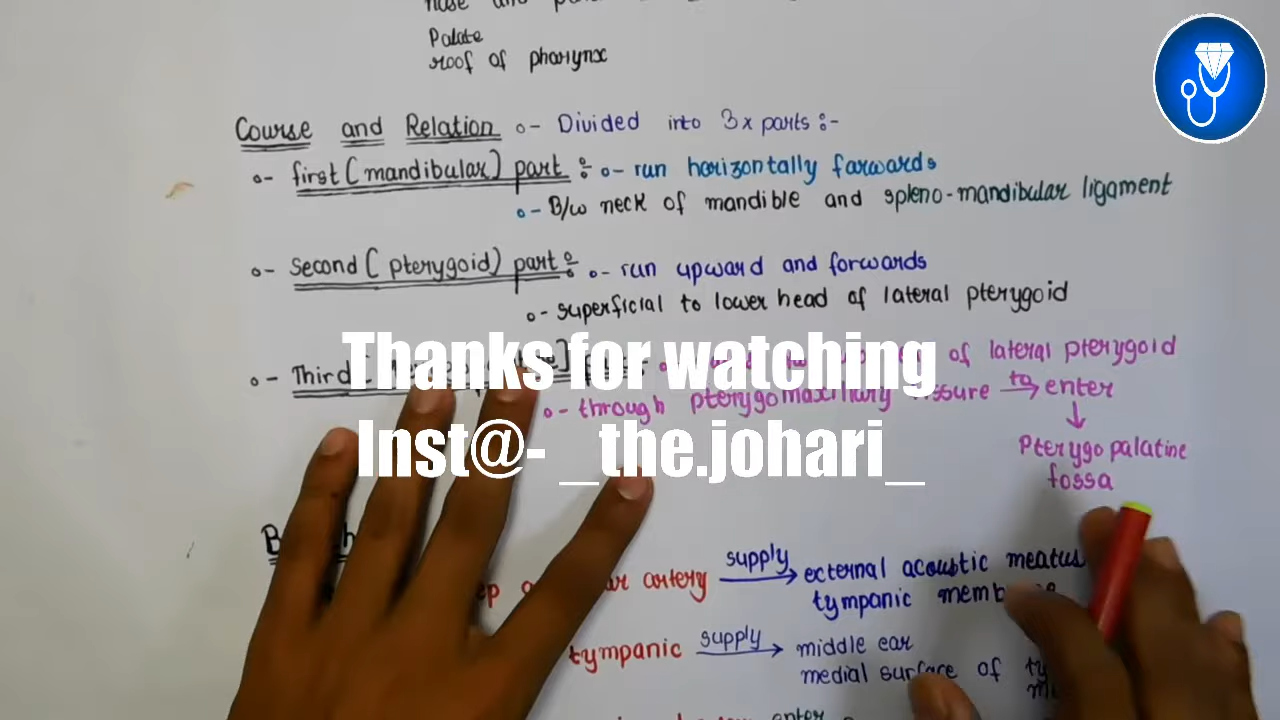 Palate
roof of pharynx
Course and Relation o- Divided into 3x parts :-
o- first [mandibular] part : o- run horizontally forwards
o- B/w neck of mandible and spleno-mandibular ligament
o- Second [pterygoid) part : o- run upward and forwards
o- superficial to lower head of lateral pterygoid
o- Third [ of lateral pterygoid
o- through pterygomaxillary fissure to → enter
↓
Pterygo palatine
fossa
Thanks for watching
Inst@- _the.johari_
artery supply → external acoustic meatus
tympanic
tympanic supply → middle ear
medial surface of
enter